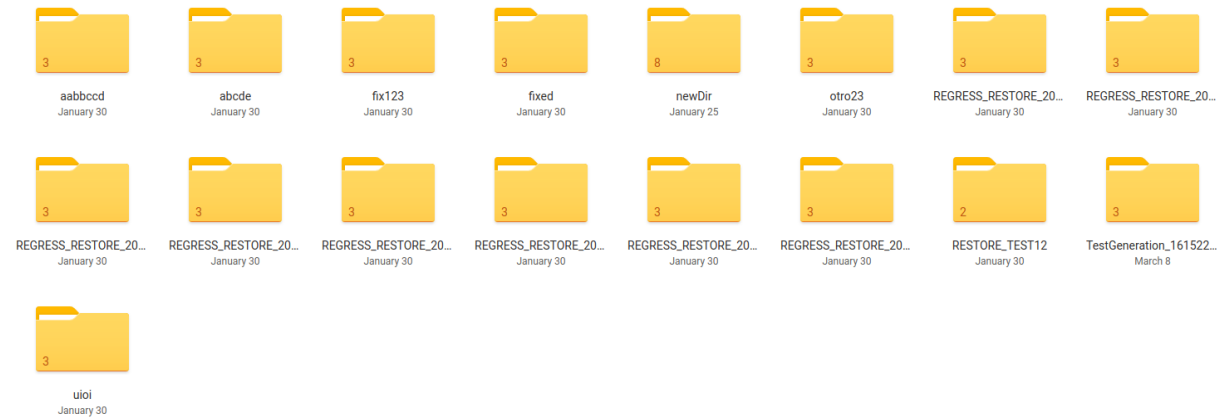 3
3
3
3
8
3
3
3
aabbccd
abcde
fix123
fixed
newDir
otro23
REGRESS_RESTORE_20...
REGRESS_RESTORE_20...
January 30
January 30
January 30
January 30
January 25
January 30
January 30
January 30
3
3
3
3
3
3
2
3
REGRESS_RESTORE_20...
REGRESS_RESTORE_20...
REGRESS_RESTORE_20...
REGRESS_RESTORE_20...
REGRESS_RESTORE_20...
REGRESS_RESTORE_20...
RESTORE_TEST12
TestGeneration_161522...
January 30
January 30
January 30
January 30
January 30
January 30
January 30
March 8
3
uioi
January 30